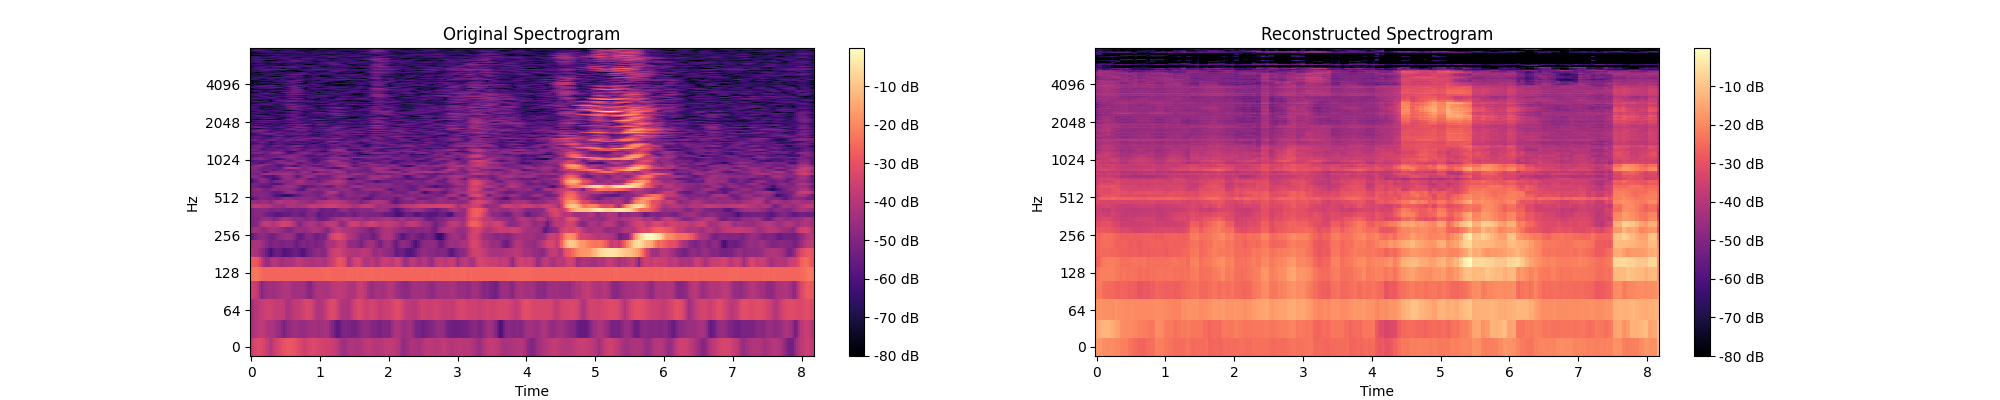 Original Spectrogram
Hz
4096
2048
1024
512
256
128
64
0
0 1 2 3 4 5 6 7 8
Time
-10 dB
-20 dB
-30 dB
-40 dB
-50 dB
-60 dB
-70 dB
-80 dB
Reconstructed Spectrogram
Hz
4096
2048
1024
512
256
128
64
0
0 1 2 3 4 5 6 7 8
Time
-10 dB
-20 dB
-30 dB
-40 dB
-50 dB
-60 dB
-70 dB
-80 dB